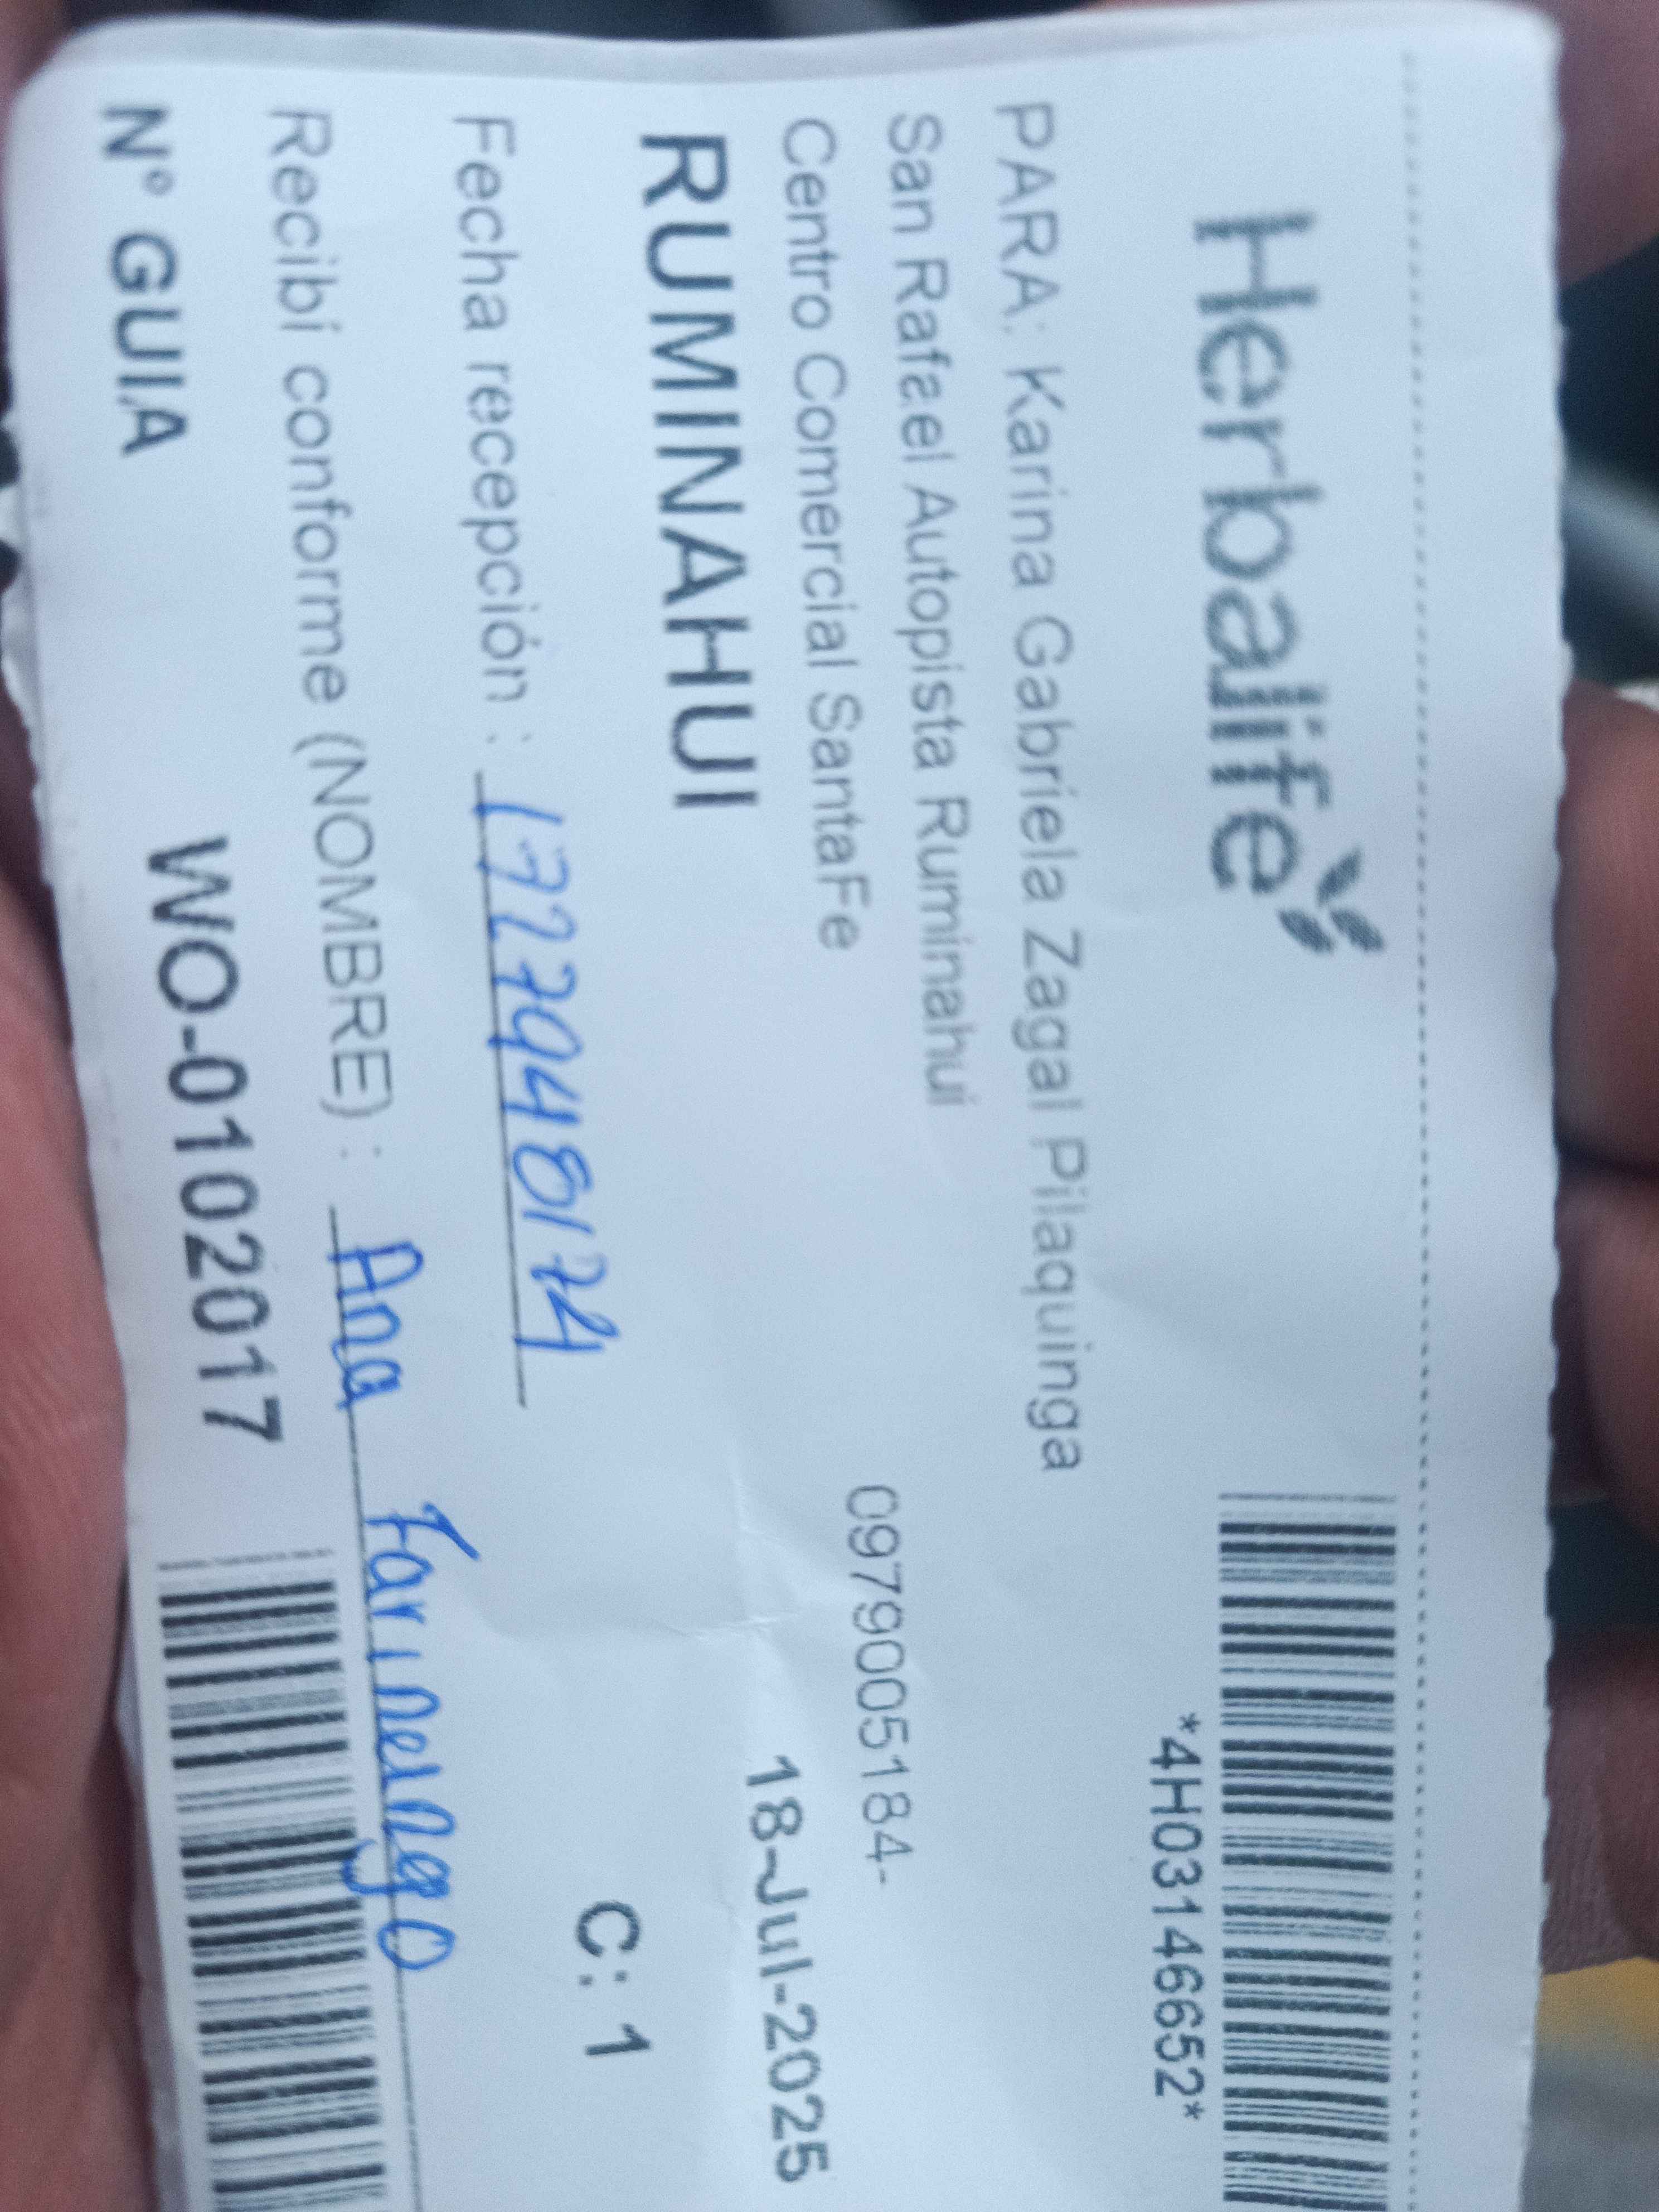 Herbalife
*4H03146652*
PARA: Karina Gabriela Zagal Pilaquinga
San Rafael Autopista Ruminahui
0979005184-
Centro Comercial SantaFe
18-Jul-2025
RUMINAHUI
C: 1
Fecha recepción : 1727948174
Recibí conforme (NOMBRE) : Ana Farinango
N° GUIA WO-0102017